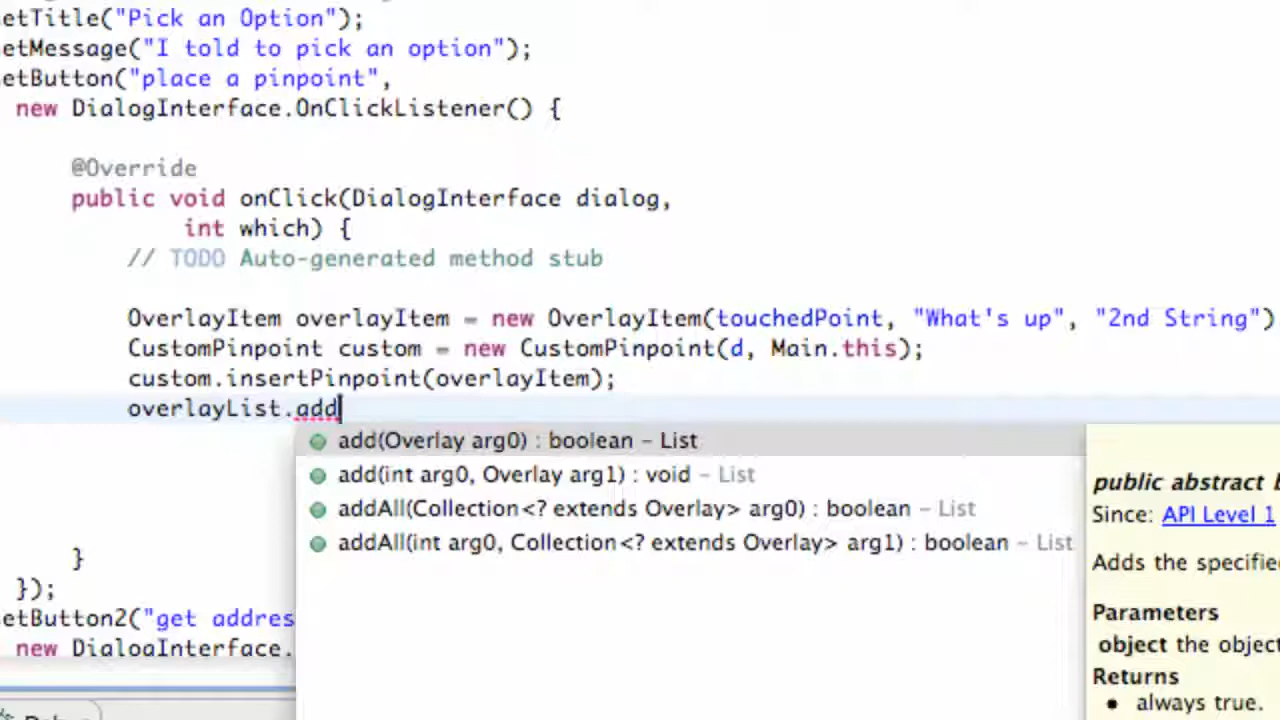 etTitle("Pick an Option");
etMessage("I told to pick an option");
etButton("place a pinpoint",
new DialogInterface.OnClickListener() {
@Override
public void onClick(DialogInterface dialog,
int which) {
// TODO Auto-generated method stub
OverlayItem overlayItem = new OverlayItem(touchedPoint, "What's up", "2nd String")
CustomPinpoint custom = new CustomPinpoint(d, Main.this);
custom.insertPinpoint(overlayItem);
overlayList.add
add(Overlay arg0) : boolean - List
add(int arg0, Overlay arg1) : void - List
addAll(Collection<? extends Overlay> arg0) : boolean - List
addAll(int arg0, Collection<? extends Overlay> arg1) : boolean - List
public abstract b
Since: API Level 1
Adds the specifie
Parameters
object the object
Returns
• always true.
}
});
etButton2("get addres
new DialogInterface.